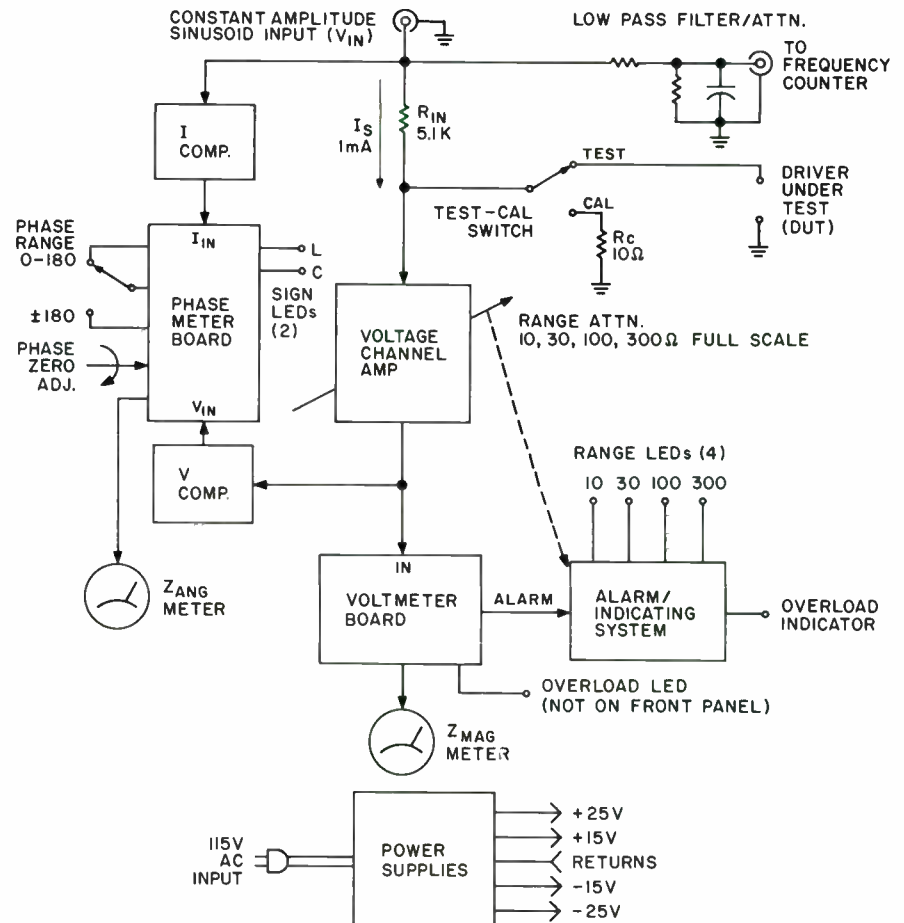 CONSTANT AMPLITUDE
SINUSOID INPUT (VIN)
LOW PASS FILTER/ATTN.
TO
FREQUENCY
COUNTER
I
COMP.
IS
1mA
RIN
5.1K
TEST
TEST-CAL
SWITCH
CAL
RC
10Ω
DRIVER
UNDER
TEST
(DUT)
PHASE
RANGE
0-180
±180
PHASE
ZERO
ADJ.
IIN
PHASE
METER
BOARD
VIN
L
C
SIGN
LEDs
(2)
VOLTAGE
CHANNEL
AMP
RANGE ATTN.
10, 30, 100, 300Ω FULL SCALE
V
COMP.
RANGE LEDs (4)
10 30 100 300
ZANG
METER
IN
VOLTMETER
BOARD
ALARM
ALARM/
INDICATING
SYSTEM
OVERLOAD
INDICATOR
OVERLOAD LED
(NOT ON FRONT PANEL)
ZMAG
METER
115V
AC
INPUT
POWER
SUPPLIES
+25V
+15V
RETURNS
-15V
-25V